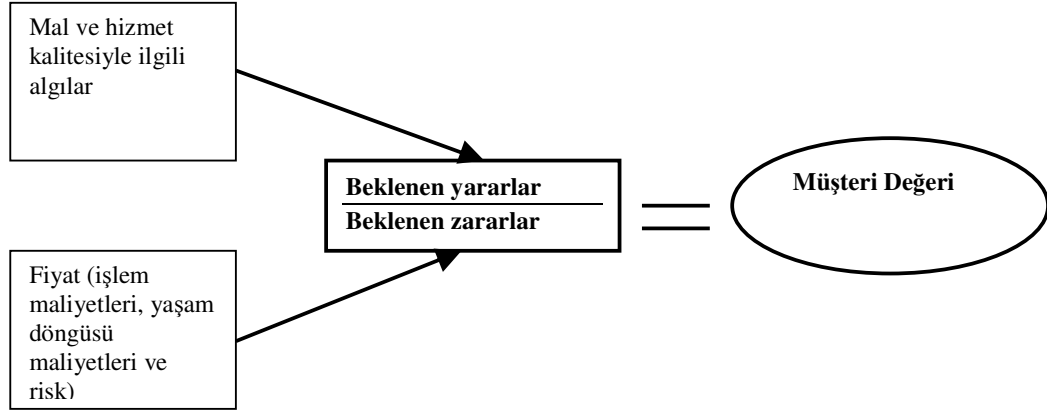 Mal ve hizmet
kalitesiyle ilgili
algılar
Beklenen yararlar
Beklenen zararlar
Müşteri Değeri
Fiyat (işlem
maliyetleri, yaşam
döngüsü
maliyetleri ve
risk)